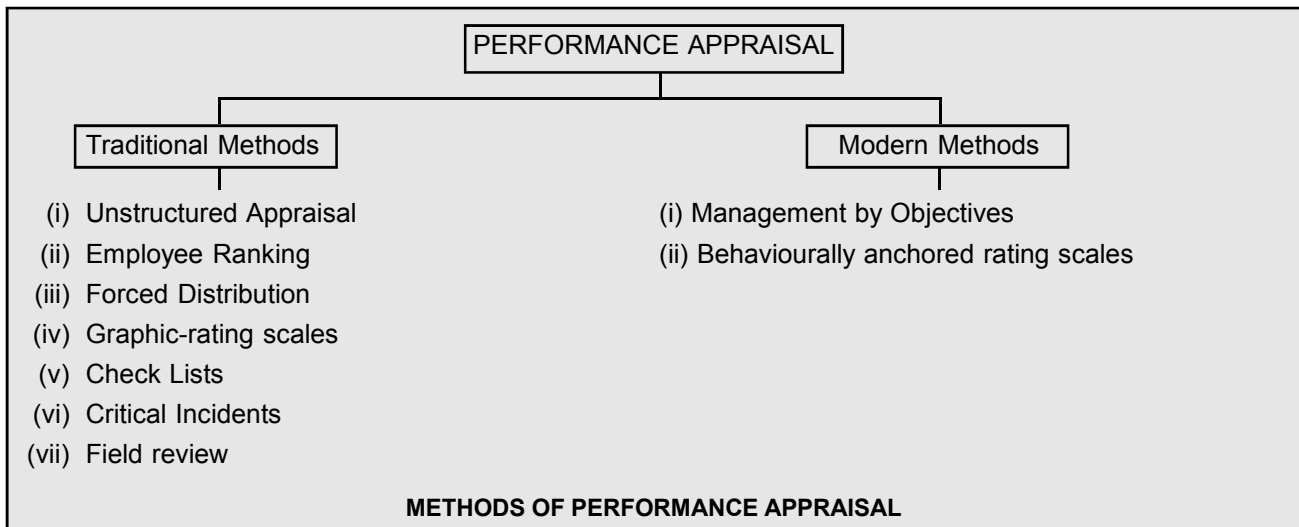 PERFORMANCE APPRAISAL
Traditional Methods
(i) Unstructured Appraisal
(ii) Employee Ranking
(iii) Forced Distribution
(iv) Graphic-rating scales
(v) Check Lists
(vi) Critical Incidents
(vii) Field review
Modern Methods
(i) Management by Objectives
(ii) Behaviourally anchored rating scales
METHODS OF PERFORMANCE APPRAISAL